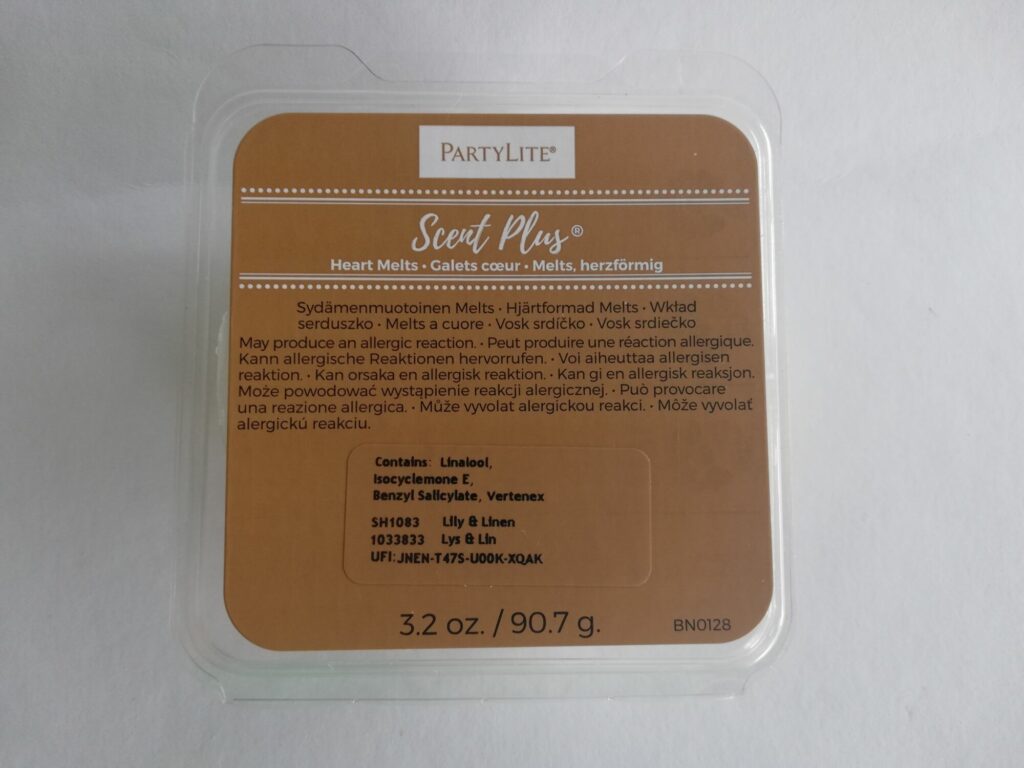 PARTYLITE®
Scent Plus®
Heart Melts • Galets cœur • Melts, herzförmig
Sydämenmuotoinen Melts • Hjärtformad Melts • Wkład
serduszko • Melts a cuore • Vosk srdíčko • Vosk srdiečko
May produce an allergic reaction. • Peut produire une réaction allergique.
Kann allergische Reaktionen hervorrufen. • Voi aiheuttaa allergisen
reaktion. • Kan orsaka en allergisk reaktion. • Kan gi en allergisk reaksjon.
Może powodować wystąpienie reakcji alergicznej. • Può provocare
una reazione allergica. • Může vyvolat alergickou reakci. • Môže vyvolať
alergickú reakciu.
Contains: Linalool,
Isocyclemone E,
Benzyl Salicylate, Vertenex
SH1083 Lily & Linen
1033833 Lys & Lin
UFI: JNEN-T47S-U00K-XQAK
3.2 oz. / 90.7 g.
BN0128